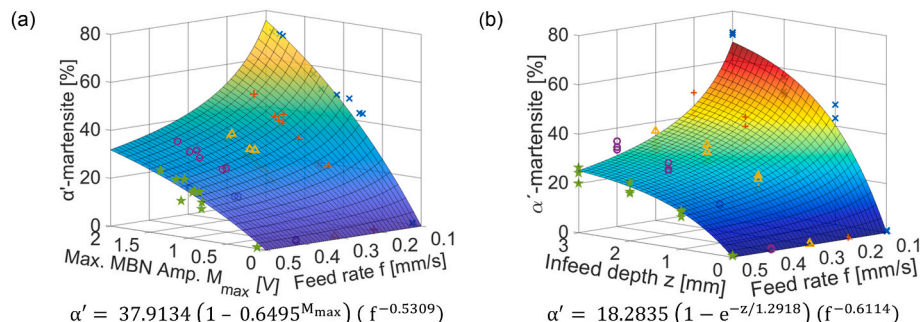 (a)
α'-martensite [%]
80
60
40
20
0
2
1.5
1
0.5
0
Max. MBN Amp. M_max [V]
0.5
0.4
0.3
0.2
0.1
Feed rate f [mm/s]
α' = 37.9134 (1 – 0.6495^M_max) ( f^−0.5309)
(b)
α'-martensite [%]
80
60
40
20
0
3
2
1
0
Infeed depth z [mm]
0.5
0.4
0.3
0.2
0.1
Feed rate f [mm/s]
α' = 18.2835 (1 − e^−z/1.2918) (f^−0.6114)